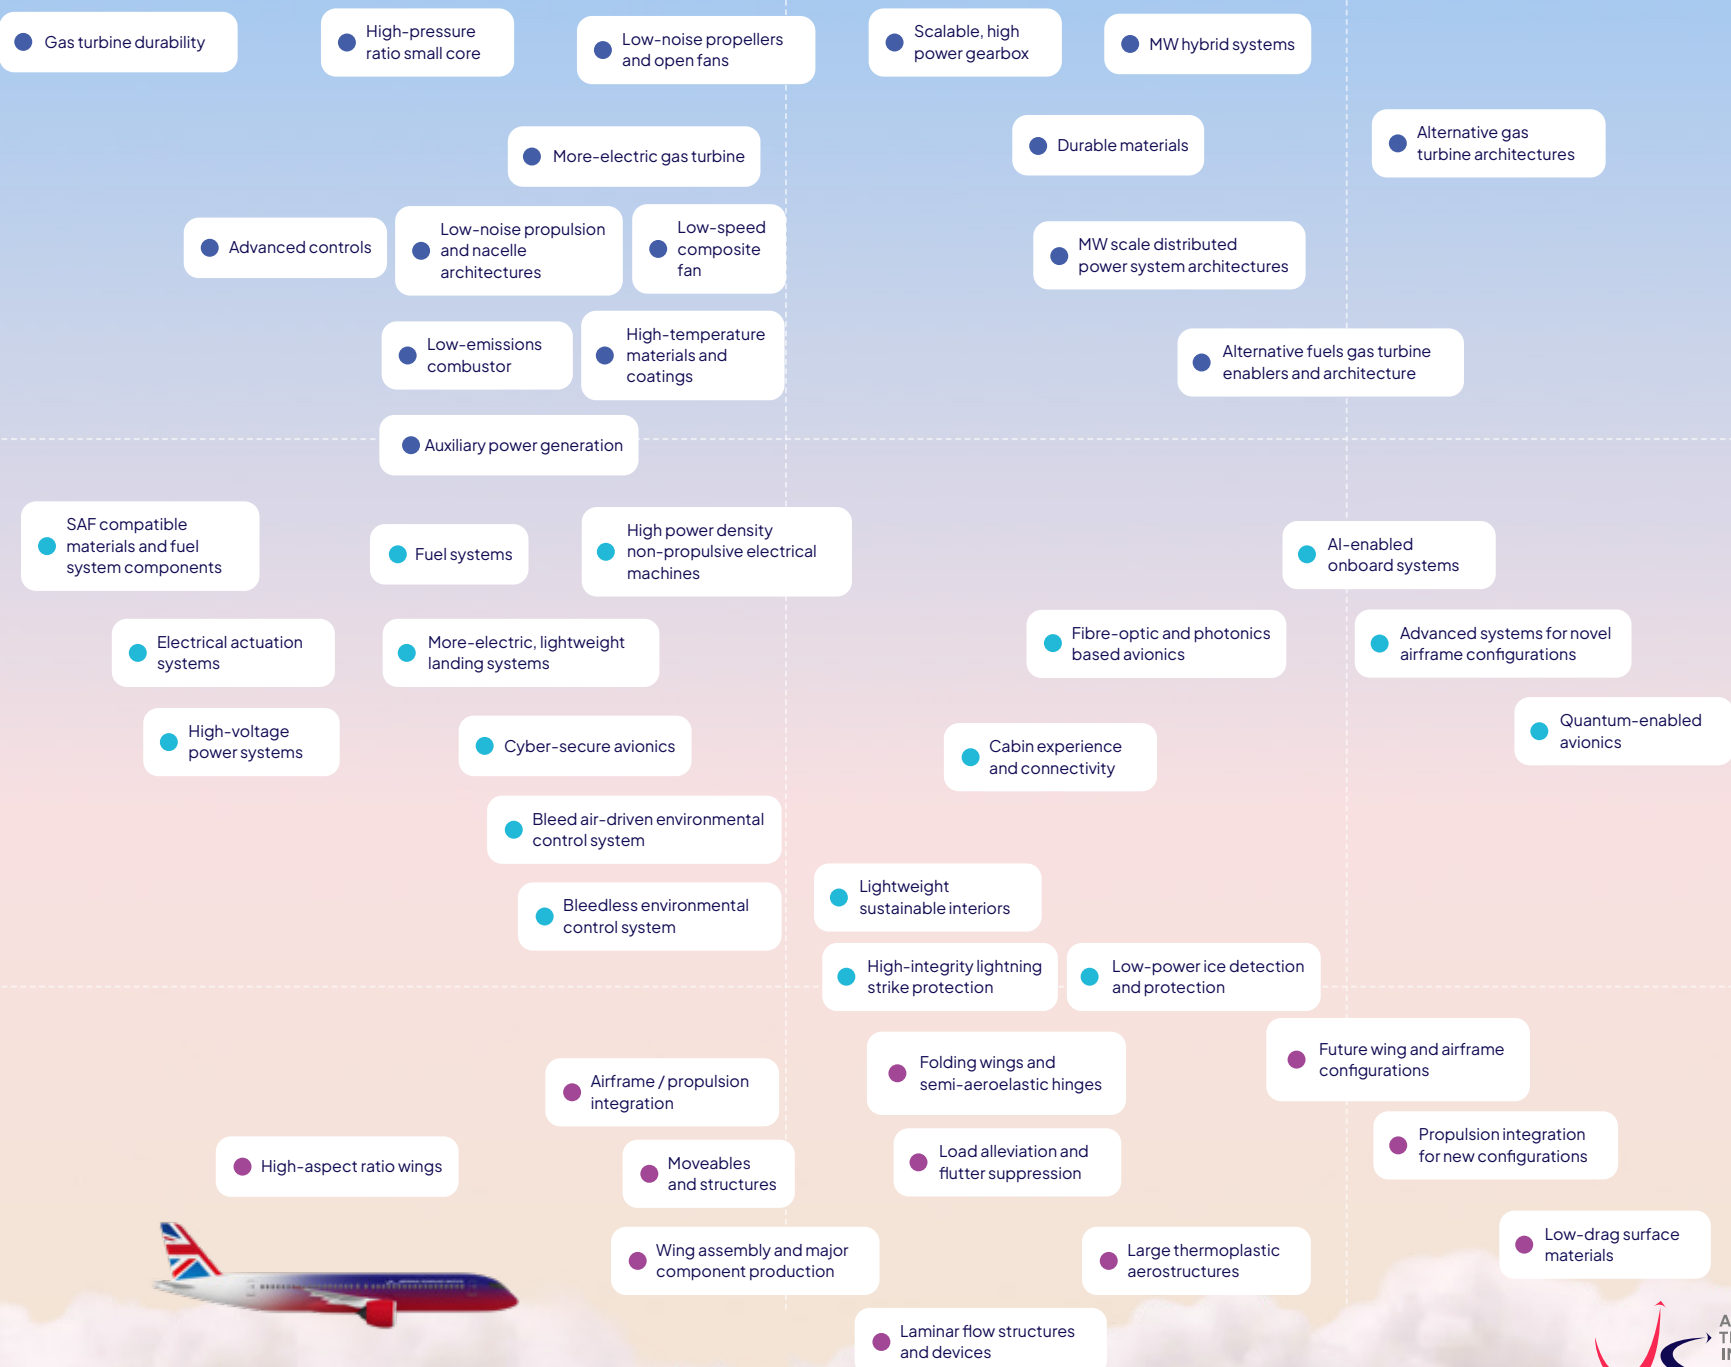 Gas turbine durability
High-pressure
ratio small core
Low-noise propellers
and open fans
Scalable, high
power gearbox
MW hybrid systems
More-electric gas turbine
Durable materials
Alternative gas
turbine architectures
Advanced controls
Low-noise propulsion
and nacelle
architectures
Low-speed
composite
fan
MW scale distributed
power system architectures
Low-emissions
combustor
High-temperature
materials and
coatings
Alternative fuels gas turbine
enablers and architecture
Auxiliary power generation
SAF compatible
materials and fuel
system components
Fuel systems
High power density
non-propulsive electrical
machines
AI-enabled
onboard systems
Electrical actuation
systems
More-electric, lightweight
landing systems
Fibre-optic and photonics
based avionics
Advanced systems for novel
airframe configurations
High-voltage
power systems
Cyber-secure avionics
Cabin experience
and connectivity
Quantum-enabled
avionics
Bleed air-driven environmental
control system
Bleedless environmental
control system
Lightweight
sustainable interiors
High-integrity lightning
strike protection
Low-power ice detection
and protection
Airframe / propulsion
integration
Folding wings and
semi-aeroelastic hinges
Future wing and airframe
configurations
High-aspect ratio wings
Moveables
and structures
Load alleviation and
flutter suppression
Propulsion integration
for new configurations
Wing assembly and major
component production
Large thermoplastic
aerostructures
Low-drag surface
materials
Laminar flow structures
and devices